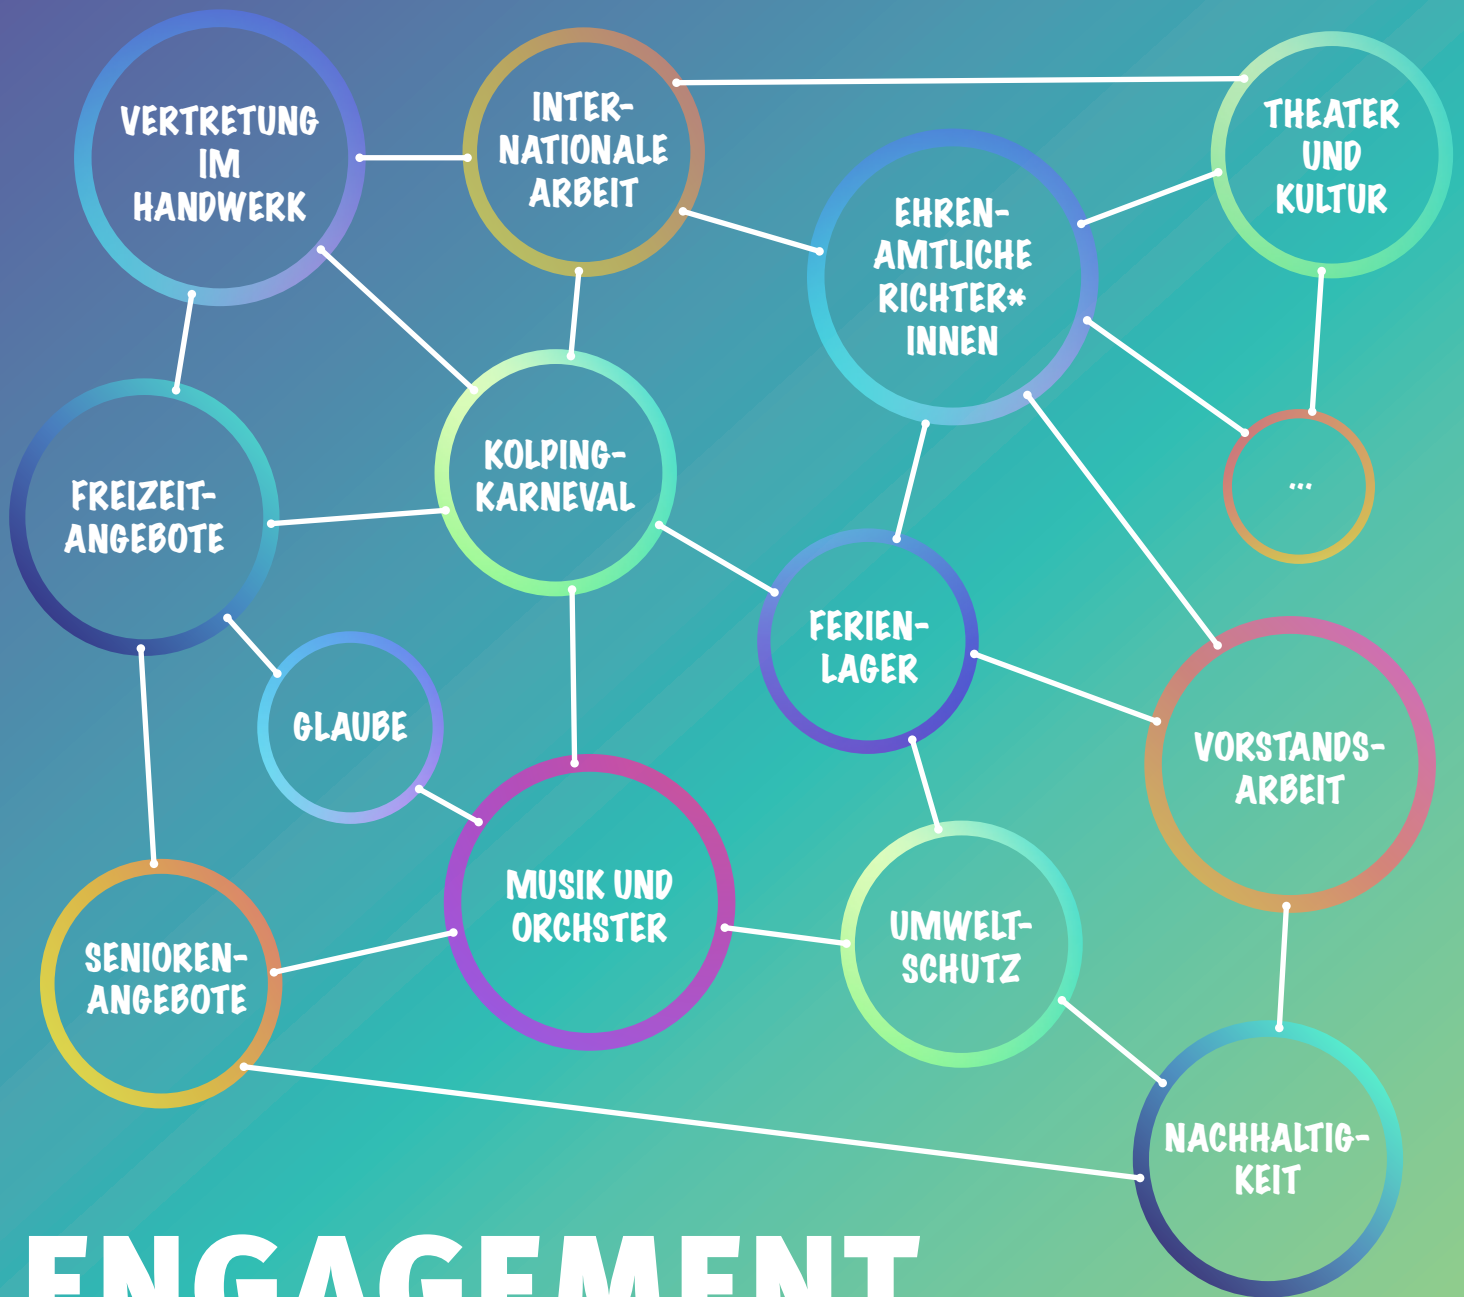 VERTRETUNG
IM
HANDWERK
INTER-
NATIONALE
ARBEIT
THEATER
UND
KULTUR
EHREN-
AMTLICHE
RICHTER*
INNEN
KOLPING-
KARNEVAL
FREIZEIT-
ANGEBOTE
...
FERIEN-
LAGER
GLAUBE
VORSTANDS-
ARBEIT
MUSIK UND
ORCHSTER
UMWELT-
SCHUTZ
SENIOREN-
ANGEBOTE
NACHHALTIG-
KEIT
ENGAGEMENT